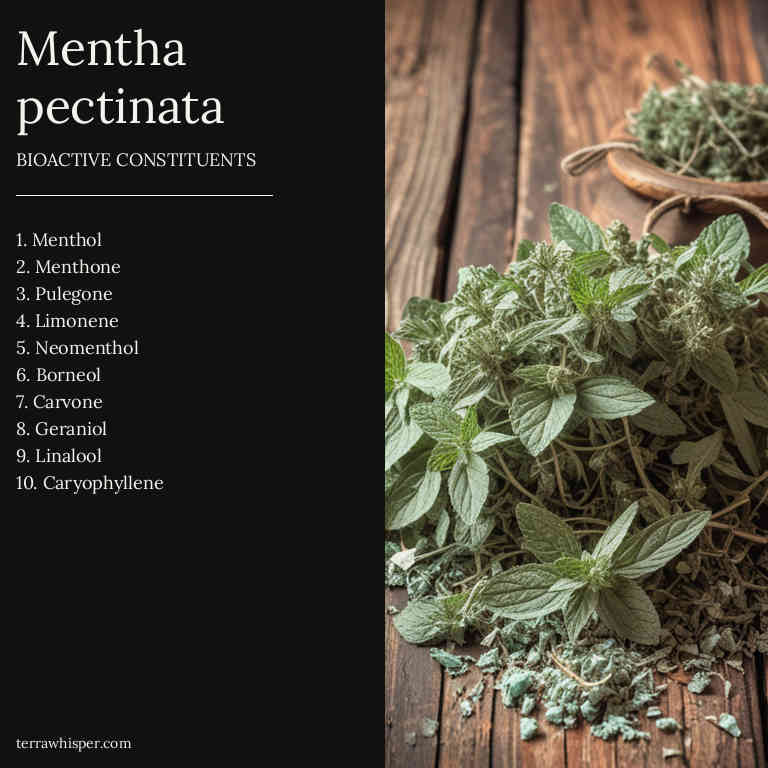 Mentha
pectinata
BIOACTIVE CONSTITUENTS
1. Menthol
2. Menthone
3. Pulegone
4. Limonene
5. Neomenthol
6. Borneol
7. Carvone
8. Geraniol
9. Linalool
10. Caryophyllene
terrawhisper.com